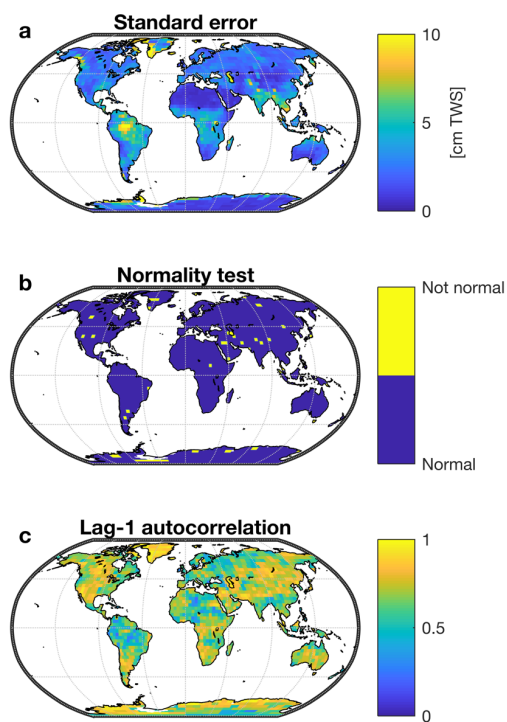 a
Standard error
10
5
0
[cm TWS]
b
Normality test
Not normal
Normal
c
Lag-1 autocorrelation
1
0.5
0